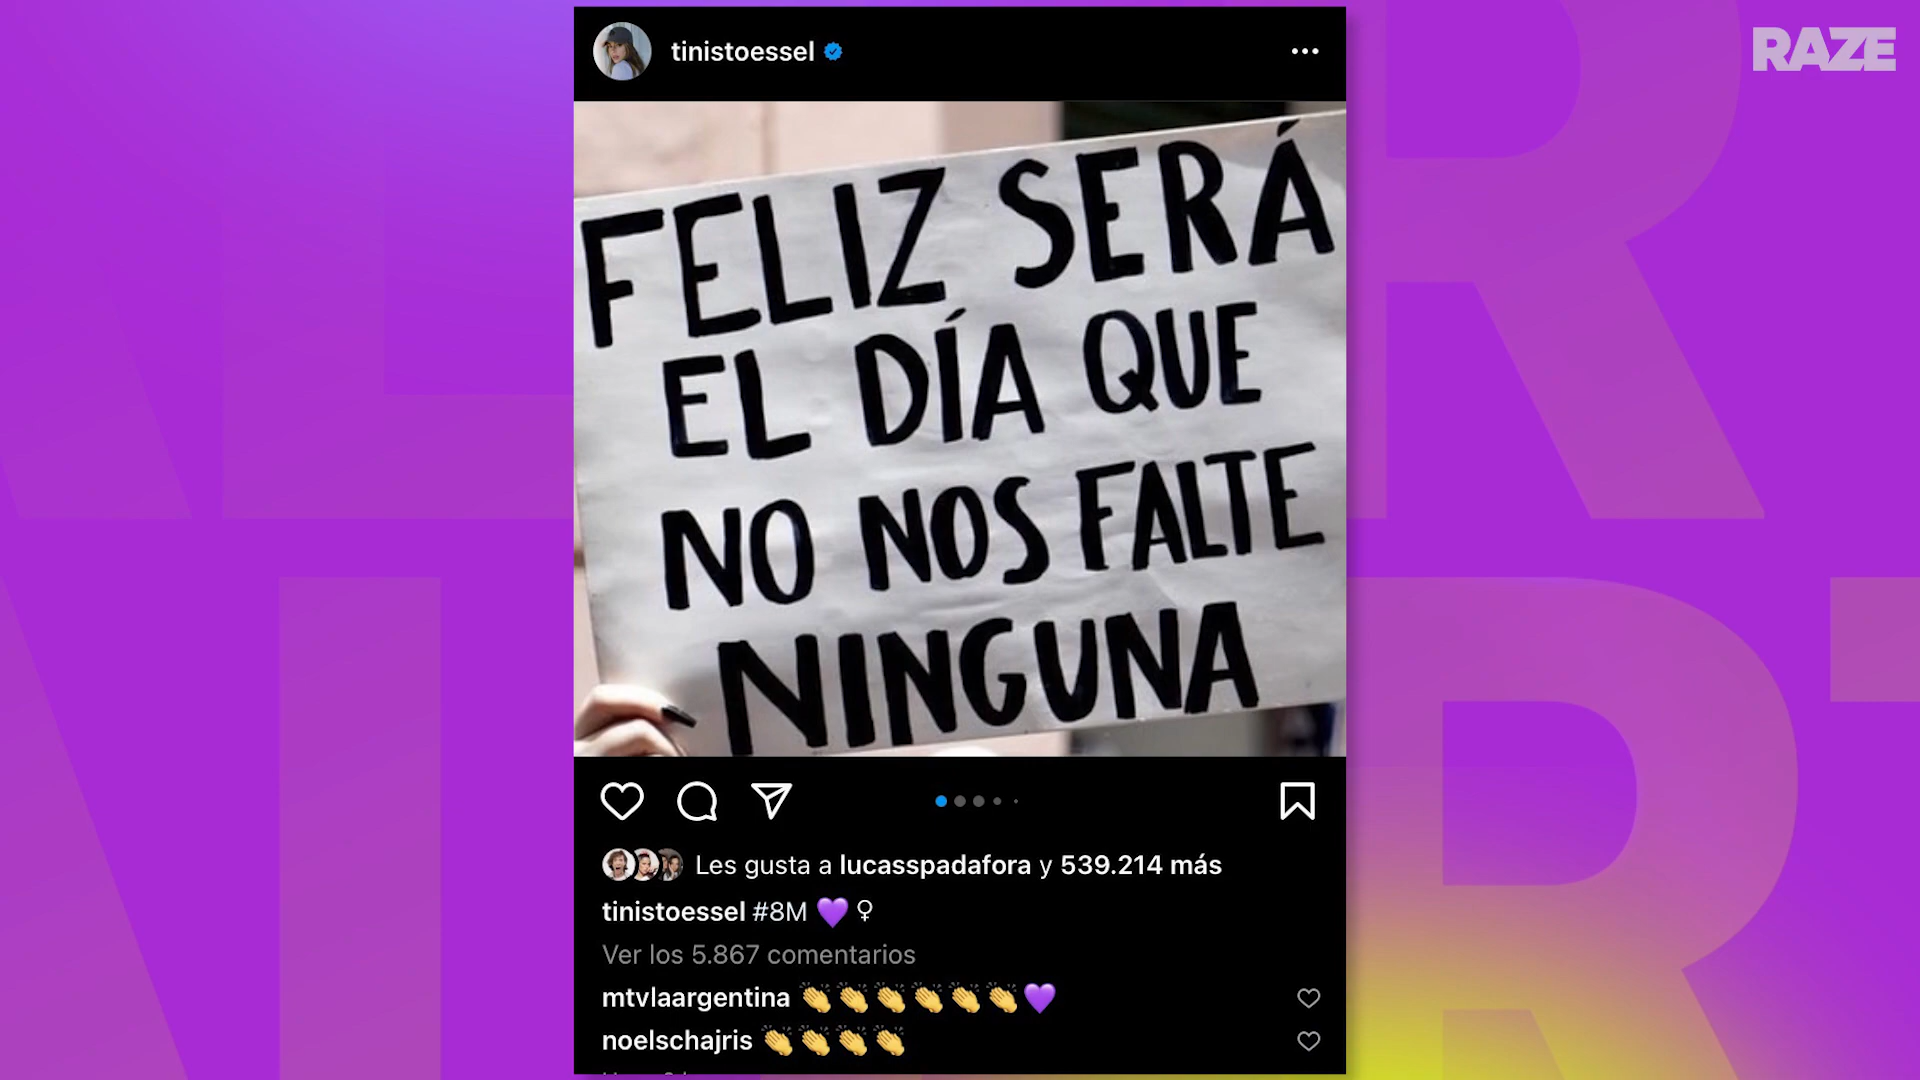 RAZE
tinistoessel
FELIZ SERÁ
EL DÍA QUE
NO NOS FALTE
NINGUNA
Les gusta a lucasspadafora y 539.214 más
tinistoessel #8M 💜 ♀
Ver los 5.867 comentarios
mtvlaargentina 👏👏👏👏👏👏💜
noelschajris 👏👏👏👏